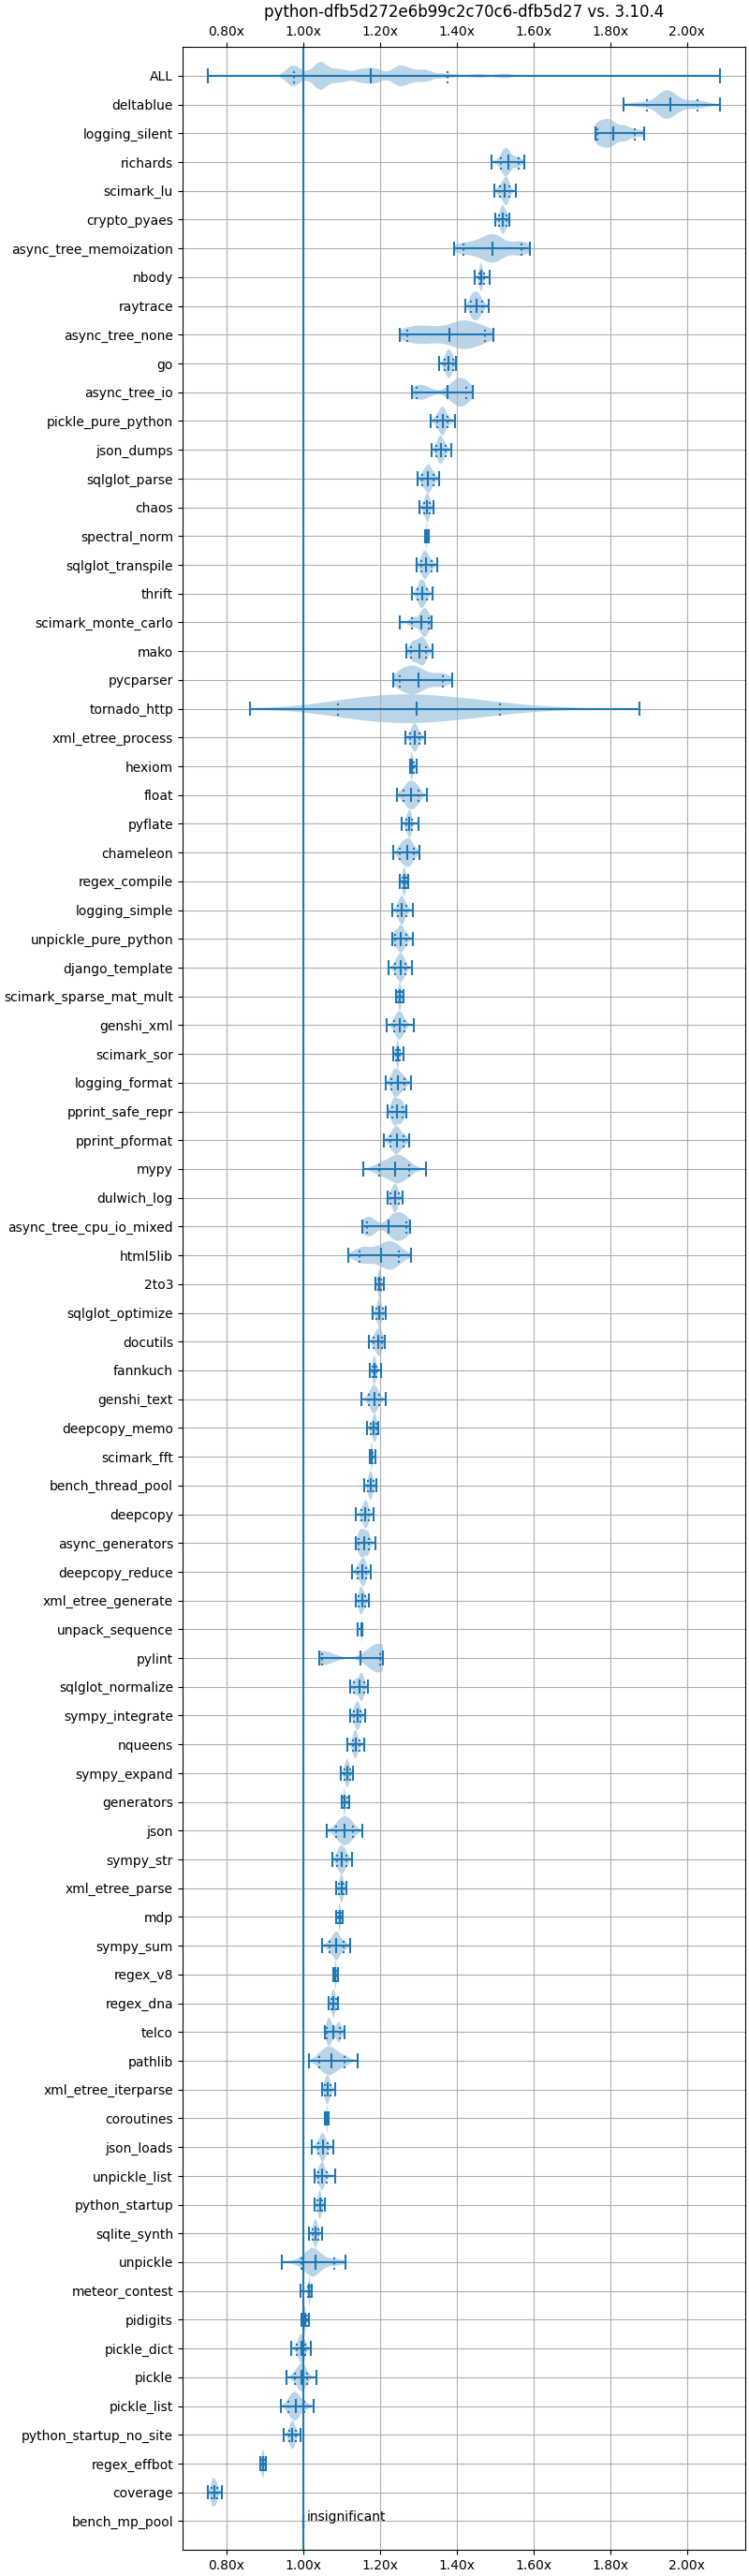 python-dfb5d272e6b99c2c70c6-dfb5d27 vs. 3.10.4
0.80x 1.00x 1.20x 1.40x 1.60x 1.80x 2.00x
ALL
deltablue
logging_silent
richards
scimark_lu
crypto_pyaes
async_tree_memoization
nbody
raytrace
async_tree_none
go
async_tree_io
pickle_pure_python
json_dumps
sqlglot_parse
chaos
spectral_norm
sqlglot_transpile
thrift
scimark_monte_carlo
mako
pycparser
tornado_http
xml_etree_process
hexiom
float
pyflate
chameleon
regex_compile
logging_simple
unpickle_pure_python
django_template
scimark_sparse_mat_mult
genshi_xml
scimark_sor
logging_format
pprint_safe_repr
pprint_pformat
mypy
dulwich_log
async_tree_cpu_io_mixed
html5lib
2to3
sqlglot_optimize
docutils
fannkuch
genshi_text
deepcopy_memo
scimark_fft
bench_thread_pool
deepcopy
async_generators
deepcopy_reduce
xml_etree_generate
unpack_sequence
pylint
sqlglot_normalize
sympy_integrate
nqueens
sympy_expand
generators
json
sympy_str
xml_etree_parse
mdp
sympy_sum
regex_v8
regex_dna
telco
pathlib
xml_etree_iterparse
coroutines
json_loads
unpickle_list
python_startup
sqlite_synth
unpickle
meteor_contest
pidigits
pickle_dict
pickle
pickle_list
python_startup_no_site
regex_effbot
coverage
bench_mp_pool insignificant
0.80x 1.00x 1.20x 1.40x 1.60x 1.80x 2.00x